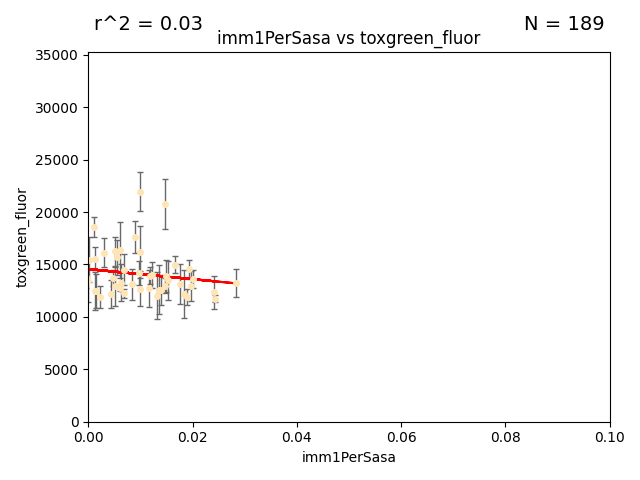 r^2 = 0.03
N = 189
imm1PerSasa vs toxgreen_fluor
35000
30000
25000
20000
15000
10000
5000
0
toxgreen_fluor
0.00 0.02 0.04 0.06 0.08 0.10
imm1PerSasa